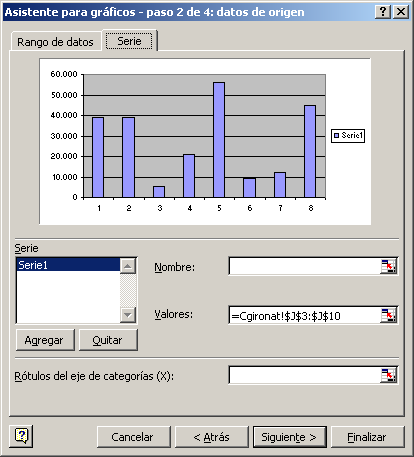 Asistente para gráficos - paso 2 de 4: datos de origen
Rango de datos
Serie
60.000
50.000
40.000
30.000
20.000
10.000
0
1 2 3 4 5 6 7 8
Serie1
Serie
Serie1
Agregar
Quitar
Nombre:
Valores:
=Cgironat!$J$3:$J$10
Rótulos del eje de categorías (X):
?
Cancelar
< Atrás
Siguiente >
Finalizar